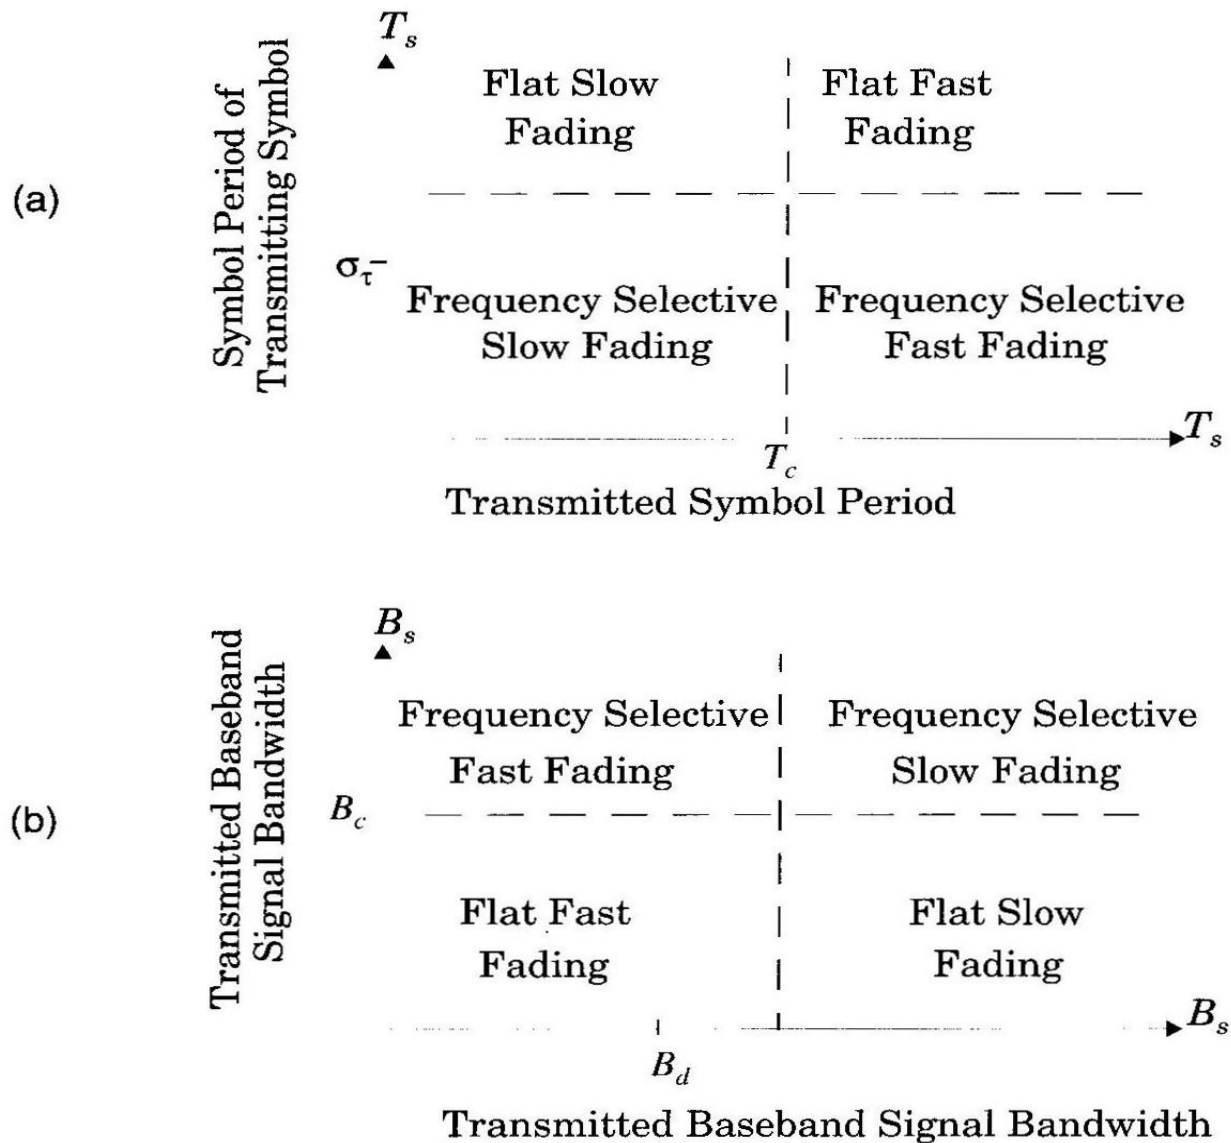 (a)
Symbol Period of
Transmitting Symbol
T_s
Flat Slow
Fading
Flat Fast
Fading
σ_τ
Frequency Selective
Slow Fading
Frequency Selective
Fast Fading
T_s
T_c
Transmitted Symbol Period
(b)
Transmitted Baseband
Signal Bandwidth
B_s
Frequency Selective
Fast Fading
Frequency Selective
Slow Fading
B_c
Flat Fast
Fading
Flat Slow
Fading
B_s
B_d
Transmitted Baseband Signal Bandwidth